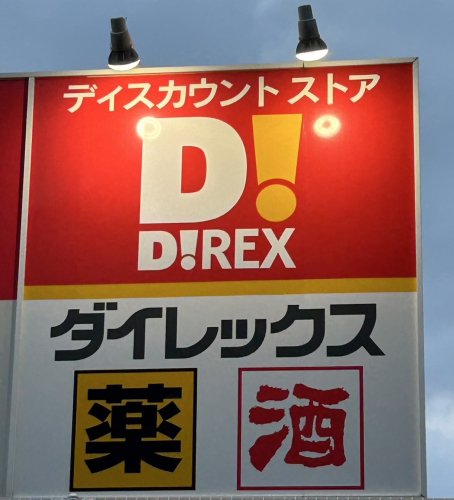 ディスカウント ストア
D!
D!REX
ダイレックス
薬 酒